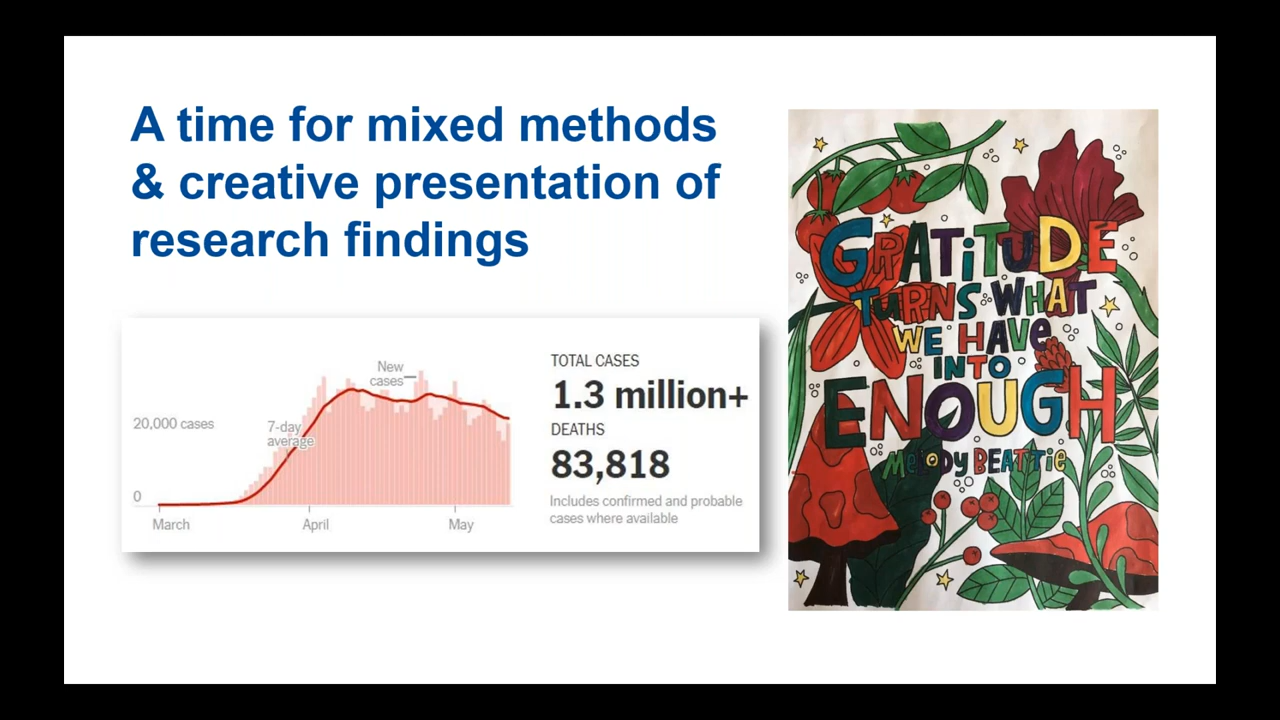 A time for mixed methods
& creative presentation of
research findings
New
cases
20,000 cases
7-day
average
0
March
April
May
TOTAL CASES
1.3 million+
DEATHS
83,818
Includes confirmed and probable
cases where available
GRATiTUDE
TURNS WHAT
WE HAVE
INTO
ENOUGH
MeloDy BEATTie